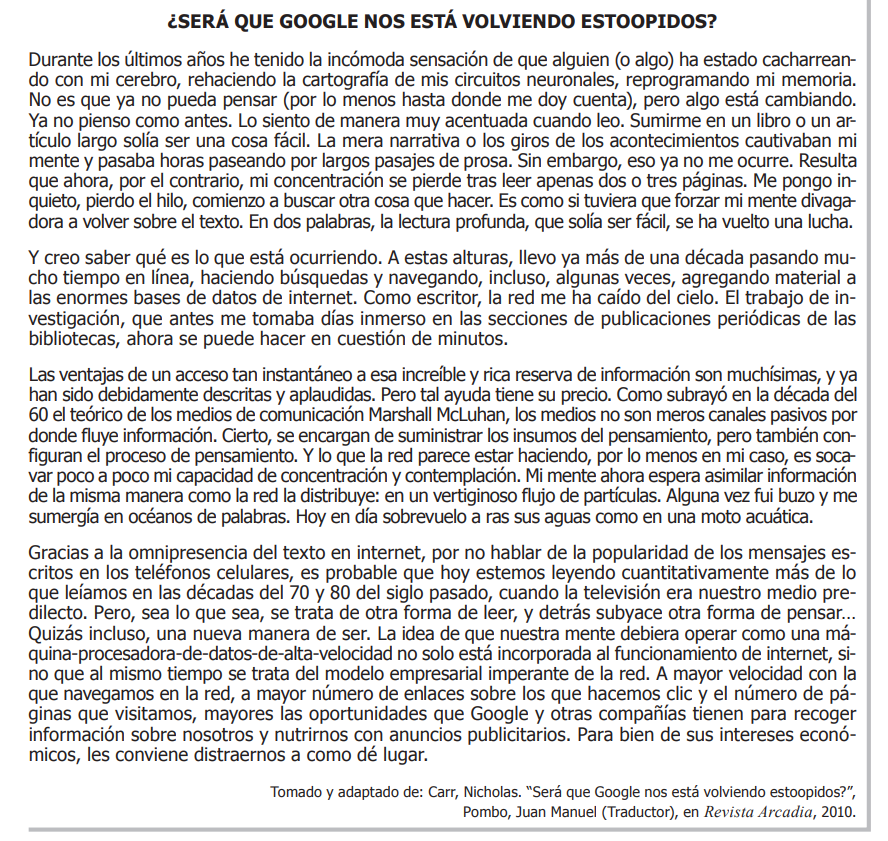 ¿SERÁ QUE GOOGLE NOS ESTÁ VOLVIENDO ESTOOPIDOS?
Durante los últimos años he tenido la incómoda sensación de que alguien (o algo) ha estado cacharrean-
do con mi cerebro, rehaciendo la cartografía de mis circuitos neuronales, reprogramando mi memoria.
No es que ya no pueda pensar (por lo menos hasta donde me doy cuenta), pero algo está cambiando.
Ya no pienso como antes. Lo siento de manera muy acentuada cuando leo. Sumirme en un libro o un ar-
tículo largo solía ser una cosa fácil. La mera narrativa o los giros de los acontecimientos cautivaban mi
mente y pasaba horas paseando por largos pasajes de prosa. Sin embargo, eso ya no me ocurre. Resulta
que ahora, por el contrario, mi concentración se pierde tras leer apenas dos o tres páginas. Me pongo in-
quieto, pierdo el hilo, comienzo a buscar otra cosa que hacer. Es como si tuviera que forzar mi mente divaga-
dora a volver sobre el texto. En dos palabras, la lectura profunda, que solía ser fácil, se ha vuelto una lucha.
Y creo saber qué es lo que está ocurriendo. A estas alturas, llevo ya más de una década pasando mu-
cho tiempo en línea, haciendo búsquedas y navegando, incluso, algunas veces, agregando material a
las enormes bases de datos de internet. Como escritor, la red me ha caído del cielo. El trabajo de in-
vestigación, que antes me tomaba días inmerso en las secciones de publicaciones periódicas de las
bibliotecas, ahora se puede hacer en cuestión de minutos.
Las ventajas de un acceso tan instantáneo a esa increíble y rica reserva de información son muchísimas, y ya
han sido debidamente descritas y aplaudidas. Pero tal ayuda tiene su precio. Como subrayó en la década del
60 el teórico de los medios de comunicación Marshall McLuhan, los medios no son meros canales pasivos por
donde fluye información. Cierto, se encargan de suministrar los insumos del pensamiento, pero también con-
figuran el proceso de pensamiento. Y lo que la red parece estar haciendo, por lo menos en mi caso, es soca-
var poco a poco mi capacidad de concentración y contemplación. Mi mente ahora espera asimilar información
de la misma manera como la red la distribuye: en un vertiginoso flujo de partículas. Alguna vez fui buzo y me
sumergía en océanos de palabras. Hoy en día sobrevuelo a ras sus aguas como en una moto acuática.
Gracias a la omnipresencia del texto en internet, por no hablar de la popularidad de los mensajes es-
critos en los teléfonos celulares, es probable que hoy estemos leyendo cuantitativamente más de lo
que leíamos en las décadas del 70 y 80 del siglo pasado, cuando la televisión era nuestro medio pre-
dilecto. Pero, sea lo que sea, se trata de otra forma de leer, y detrás subyace otra forma de pensar…
Quizás incluso, una nueva manera de ser. La idea de que nuestra mente debiera operar como una má-
quina-procesadora-de-datos-de-alta-velocidad no solo está incorporada al funcionamiento de internet, si-
no que al mismo tiempo se trata del modelo empresarial imperante de la red. A mayor velocidad con la
que navegamos en la red, a mayor número de enlaces sobre los que hacemos clic y el número de pá-
ginas que visitamos, mayores las oportunidades que Google y otras compañías tienen para recoger
información sobre nosotros y nutrirnos con anuncios publicitarios. Para bien de sus intereses econó-
micos, les conviene distraernos a como dé lugar.
Tomado y adaptado de: Carr, Nicholas. “Será que Google nos está volviendo estoopidos?”,
Pombo, Juan Manuel (Traductor), en Revista Arcadia, 2010.